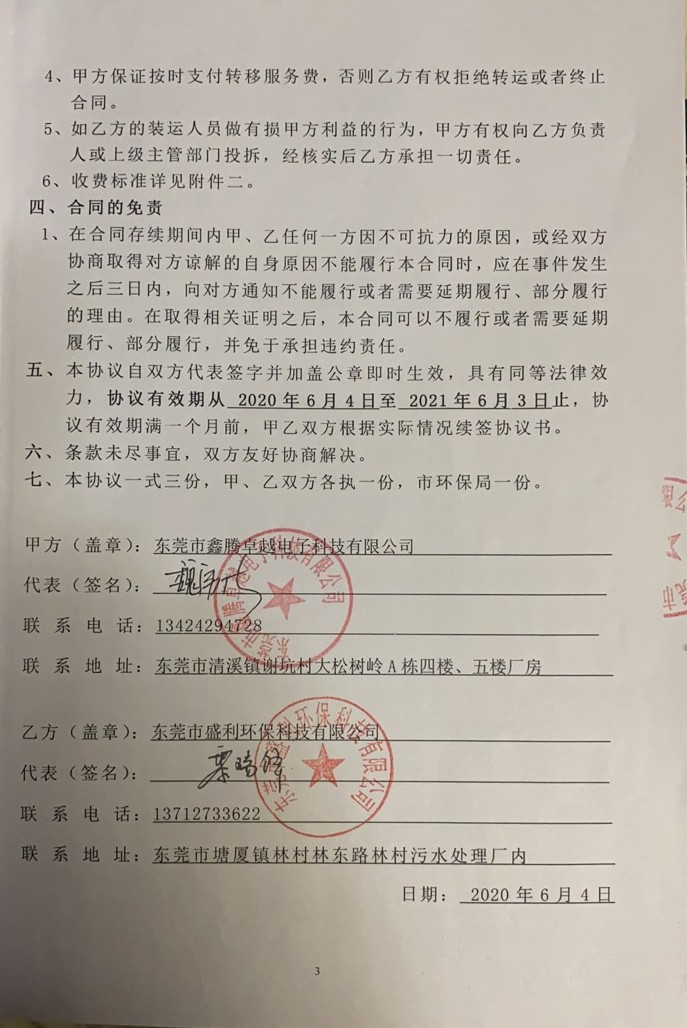 4、甲方保证按时支付转移服务费，否则乙方有权拒绝转运或者终止
合同。
5、如乙方的装运人员做有损甲方利益的行为，甲方有权向乙方负责
人或上级主管部门投拆，经核实后乙方承担一切责任。
6、收费标准详见附件二。
四、合同的免责
1、在合同存续期间内甲、乙任何一方因不可抗力的原因，或经双方
协商取得对方谅解的自身原因不能履行本合同时，应在事件发生
之后三日内，向对方通知不能履行或者需要延期履行、部分履行
的理由。在取得相关证明之后，本合同可以不履行或者需要延期
履行、部分履行，并免于承担违约责任。
五、本协议自双方代表签字并加盖公章即时生效，具有同等法律效
力，协议有效期从 2020 年 6 月 4 日至 2021 年 6 月 3 日止，协
议有效期满一个月前，甲乙双方根据实际情况续签协议书。
六、条款未尽事宜，双方友好协商解决。
七、本协议一式三份，甲、乙双方各执一份，市环保局一份。
甲方（盖章）：东莞市鑫腾卓越电子科技有限公司
代表（签名）：
联 系 电 话：13424294728
联 系 地 址：东莞市清溪镇谢坑村大松树岭 A 栋四楼、五楼厂房
乙方（盖章）：东莞市盛利环保科技有限公司
代表（签名）：
联 系 电 话：13712733622
联 系 地 址：东莞市塘厦镇林村林东路林村污水处理厂内
日期： 2020 年 6 月 4 日
3